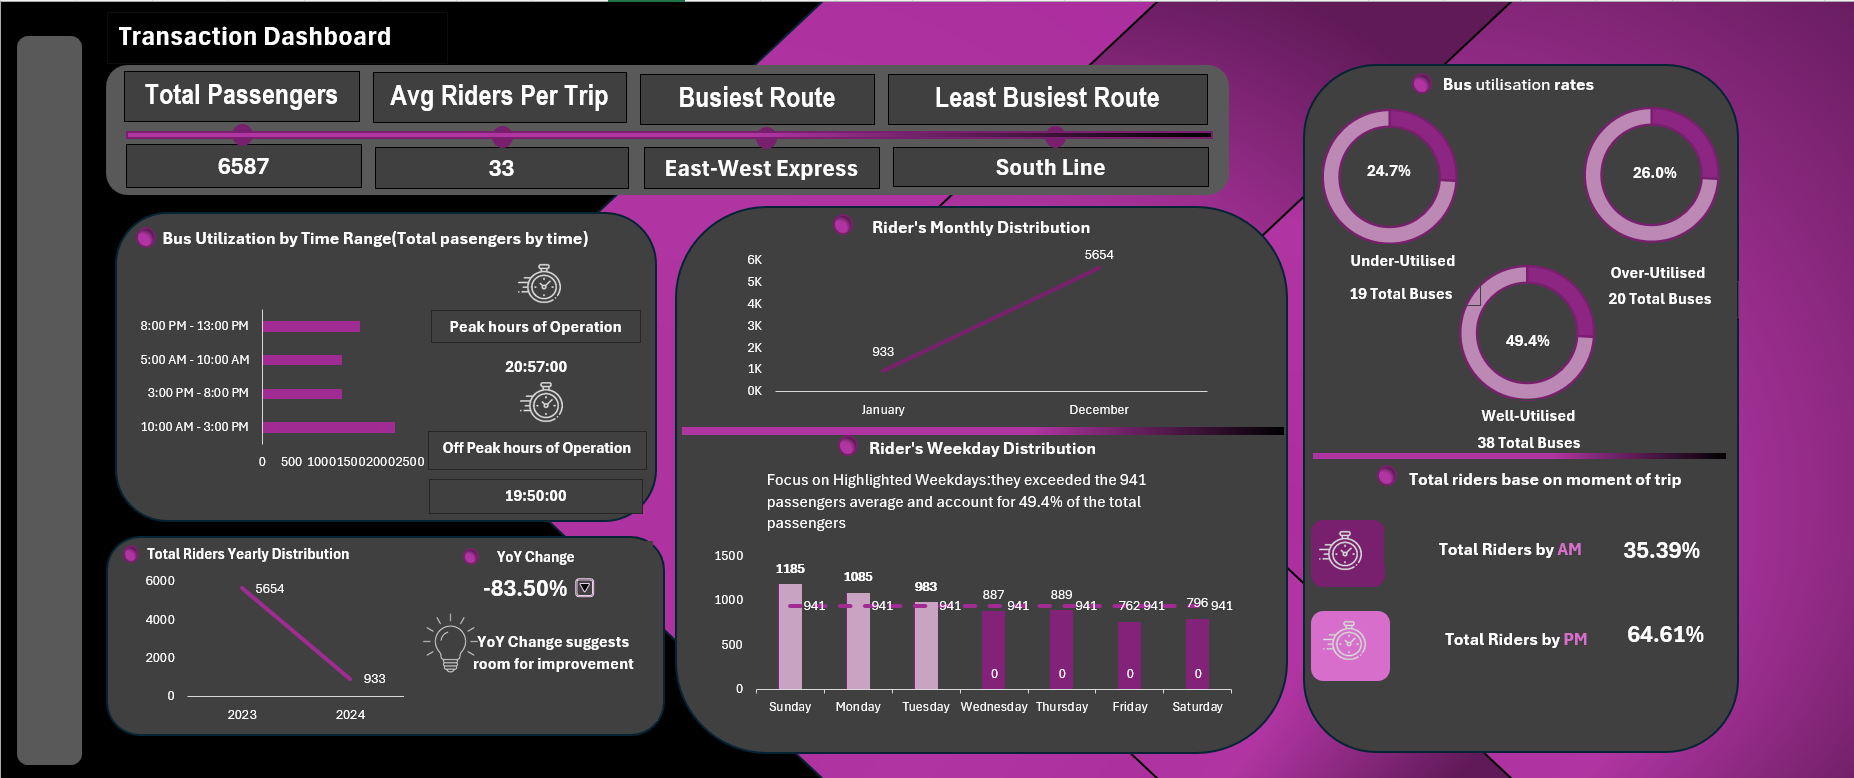 Transaction Dashboard
Total Passengers
Avg Riders Per Trip
Busiest Route
Least Busiest Route
6587
33
East-West Express
South Line
Bus Utilization by Time Range(Total pasengers by time)
8:00 PM - 13:00 PM
5:00 AM - 10:00 AM
3:00 PM - 8:00 PM
10:00 AM - 3:00 PM
0 500 1000 1500 2000 2500
Peak hours of Operation
20:57:00
Off Peak hours of Operation
19:50:00
Total Riders Yearly Distribution
6000
4000
2000
0
5654
933
2023 2024
YoY Change
-83.50%
YoY Change suggests
room for improvement
Rider's Monthly Distribution
6K
5K
4K
3K
2K
1K
0K
933
5654
January December
Rider's Weekday Distribution
Focus on Highlighted Weekdays:they exceeded the 941
passengers average and account for 49.4% of the total
passengers
1500
1000
500
0
1185 1085 983 887 889 762 796
941 941 941 941 941 941 941
0 0 0 0
Sunday Monday Tuesday Wednesday Thursday Friday Saturday
Bus utilisation rates
24.7%
Under-Utilised
19 Total Buses
26.0%
Over-Utilised
20 Total Buses
49.4%
Well-Utilised
38 Total Buses
Total riders base on moment of trip
Total Riders by AM 35.39%
Total Riders by PM 64.61%